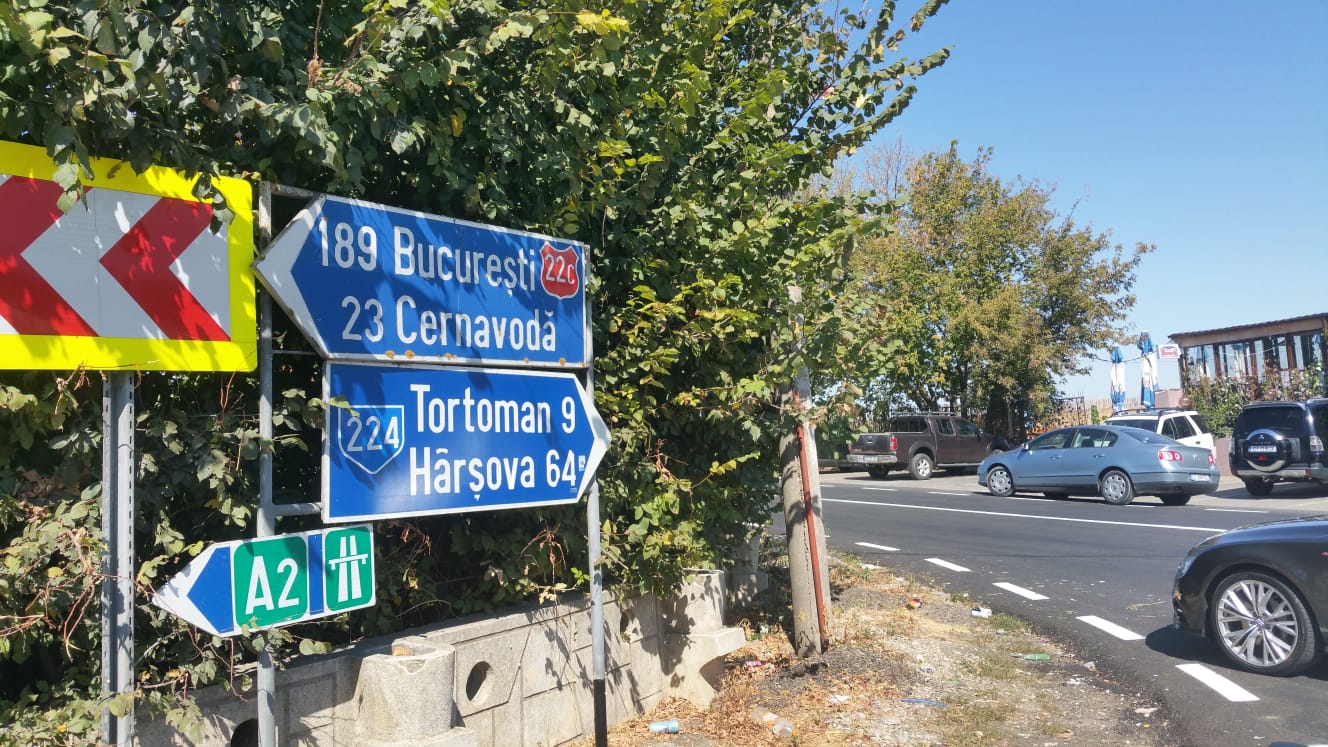 189 București 22C
23 Cernavodă
224
Tortoman 9
Hârșova 64
A2